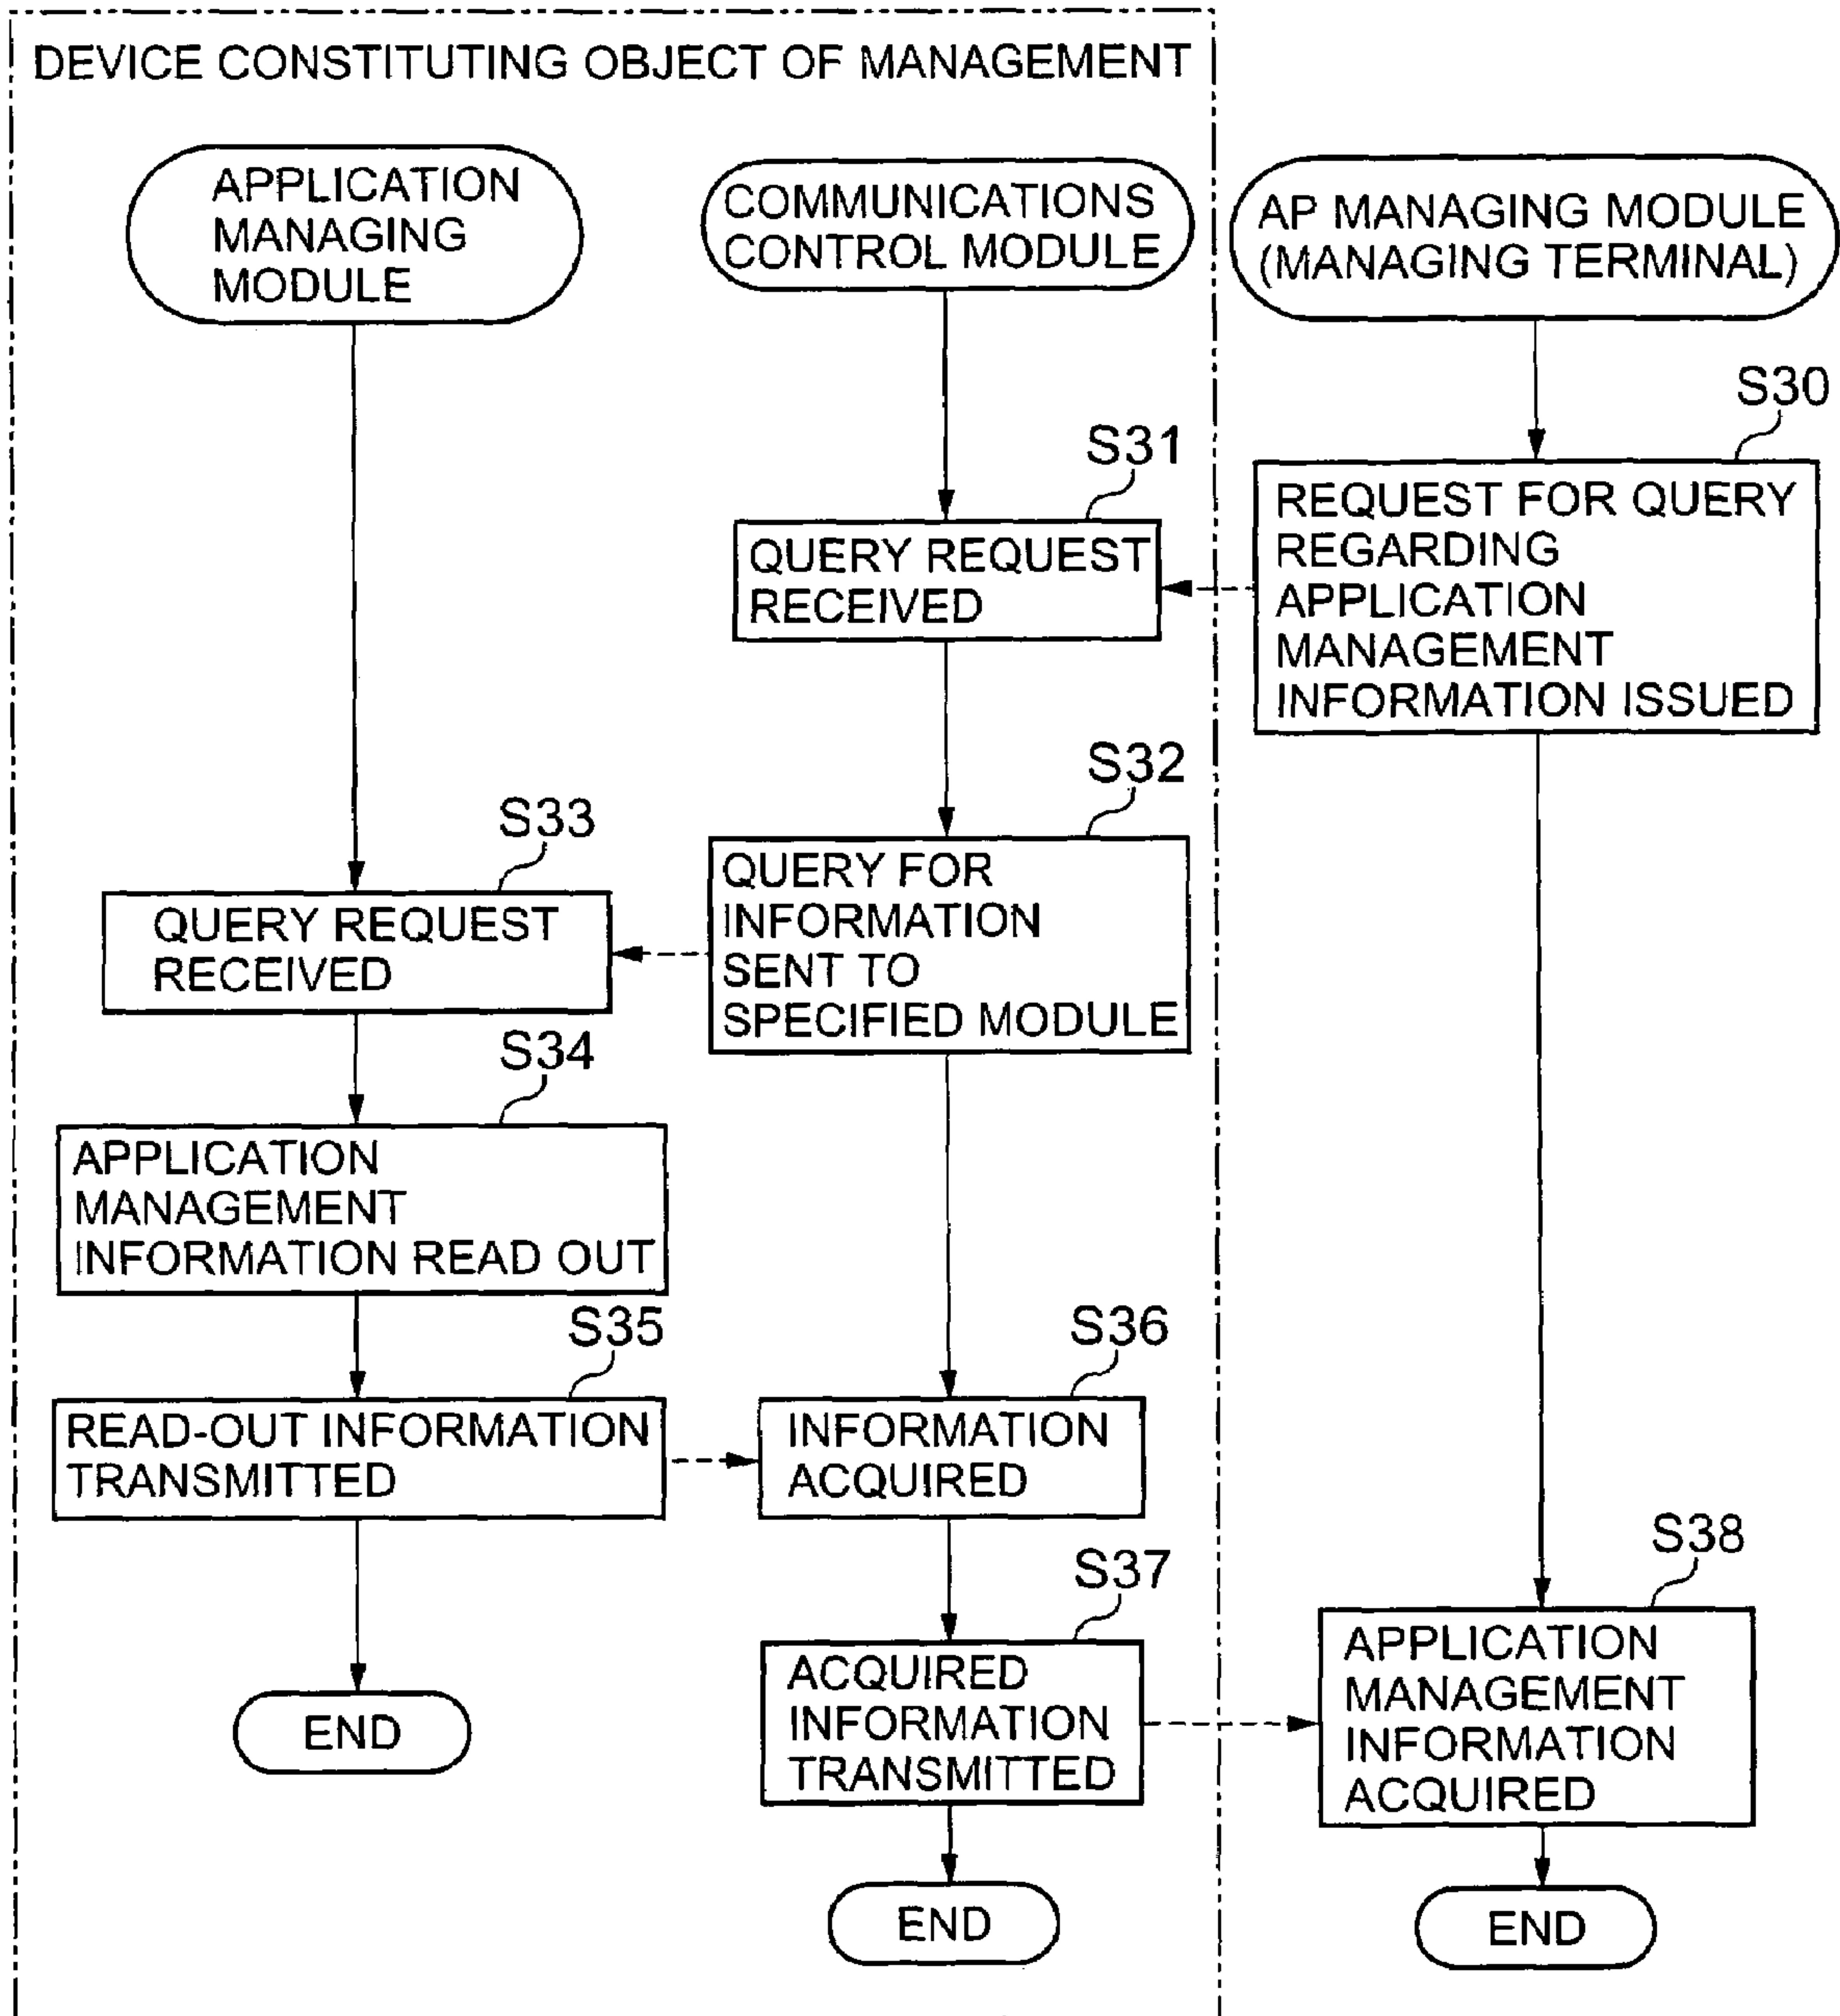 DEVICE CONSTITUTING OBJECT OF MANAGEMENT
APPLICATION
MANAGING
MODULE
COMMUNICATIONS
CONTROL MODULE
AP MANAGING MODULE
(MANAGING TERMINAL)
S30
REQUEST FOR QUERY
REGARDING
APPLICATION
MANAGEMENT
INFORMATION ISSUED
S31
QUERY REQUEST
RECEIVED
S32
QUERY FOR
INFORMATION
SENT TO
SPECIFIED MODULE
S33
QUERY REQUEST
RECEIVED
S34
APPLICATION
MANAGEMENT
INFORMATION READ OUT
S35
READ-OUT INFORMATION
TRANSMITTED
S36
INFORMATION
ACQUIRED
S37
ACQUIRED
INFORMATION
TRANSMITTED
S38
APPLICATION
MANAGEMENT
INFORMATION
ACQUIRED
END
END
END